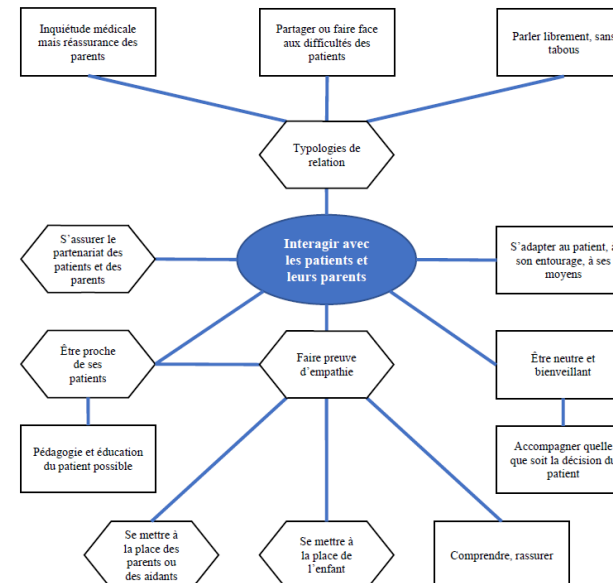 Inquiétude médicale
mais réassurance des
parents
Partager ou faire face
aux difficultés des
patients
Parler librement, sans
tabous
Typologies de
relation
S'assurer le
partenariat des
patients et des
parents
Interagir avec
les patients et
leurs parents
S'adapter au patient, à
son entourage, à ses
moyens
Être proche
de ses
patients
Faire preuve
d'empathie
Être neutre et
bienveillant
Pédagogie et éducation
du patient possible
Accompagner quelle
que soit la décision du
patient
Se mettre à
la place des
parents ou
des aidants
Se mettre à
la place de
l'enfant
Comprendre, rassurer